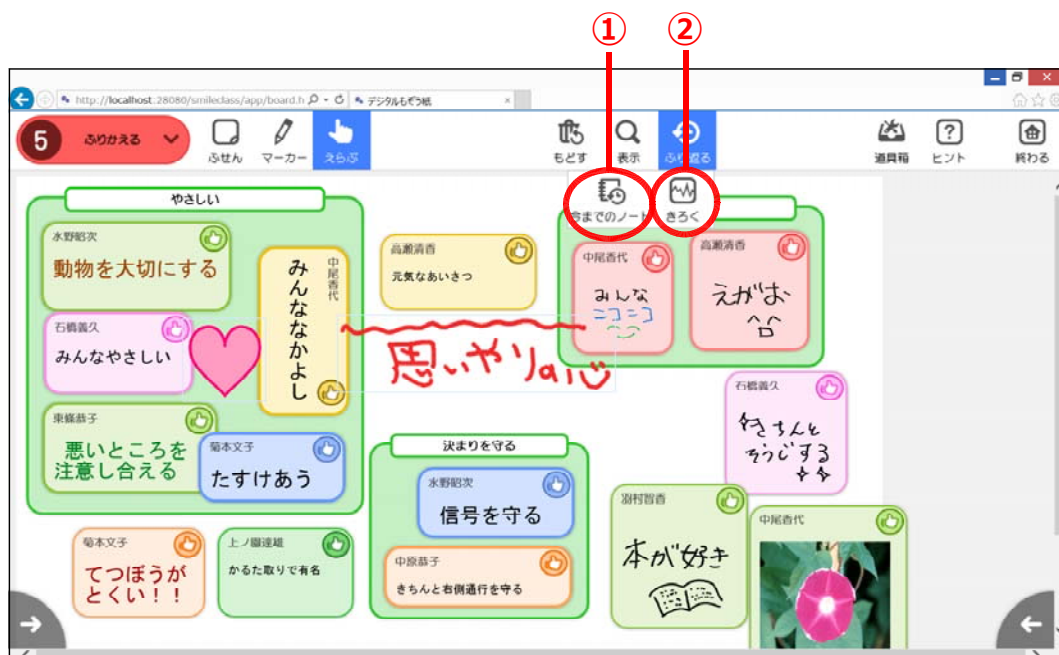 ① ②
http://localhost:28080/smileclass/app/board.h
デジタルもぞう紙
5 ふりかえる
ふせん マーカー えらぶ
もどす 表示 ふり返る
道具箱 ヒント 終わる
今までのノート きろく
やさしい
水野昭次
動物を大切にする
中尾香代
みんななかよし
石橋義久
みんなやさしい
東條恭子
悪いところを
注意し合える
菊本文子
たすけあう
高瀬清香
元気なあいさつ
思いやりの心
中尾香代
みんな
ニコニコ
高瀬清香
えがお
石橋義久
きちんと
そうじする
決まりを守る
水野昭次
信号を守る
中原恭子
きちんと右側通行を守る
羽村智香
本が好き
中尾香代
菊本文子
てつぼうが
とくい！！
上ノ園達雄
かるた取りで有名